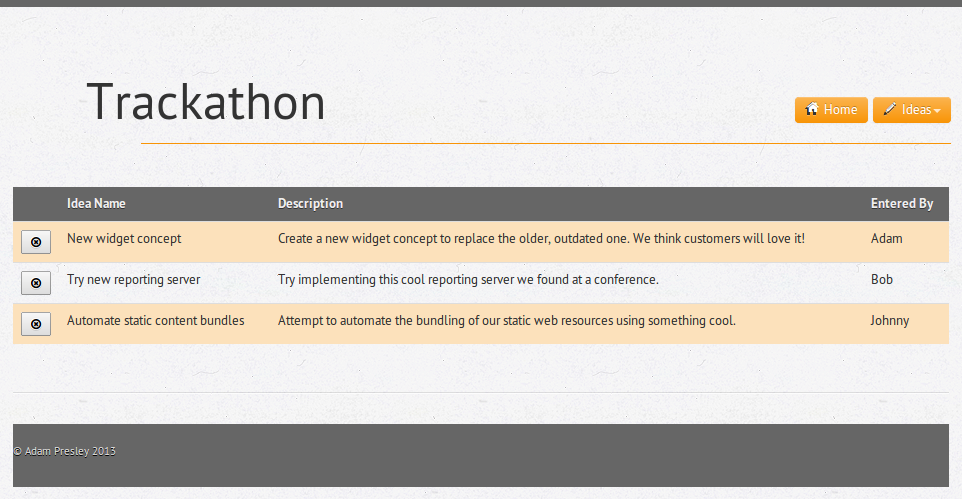 Trackathon
Home Ideas
Idea Name Description Entered By
New widget concept Create a new widget concept to replace the older, outdated one. We think customers will love it! Adam
Try new reporting server Try implementing this cool reporting server we found at a conference. Bob
Automate static content bundles Attempt to automate the bundling of our static web resources using something cool. Johnny
© Adam Presley 2013